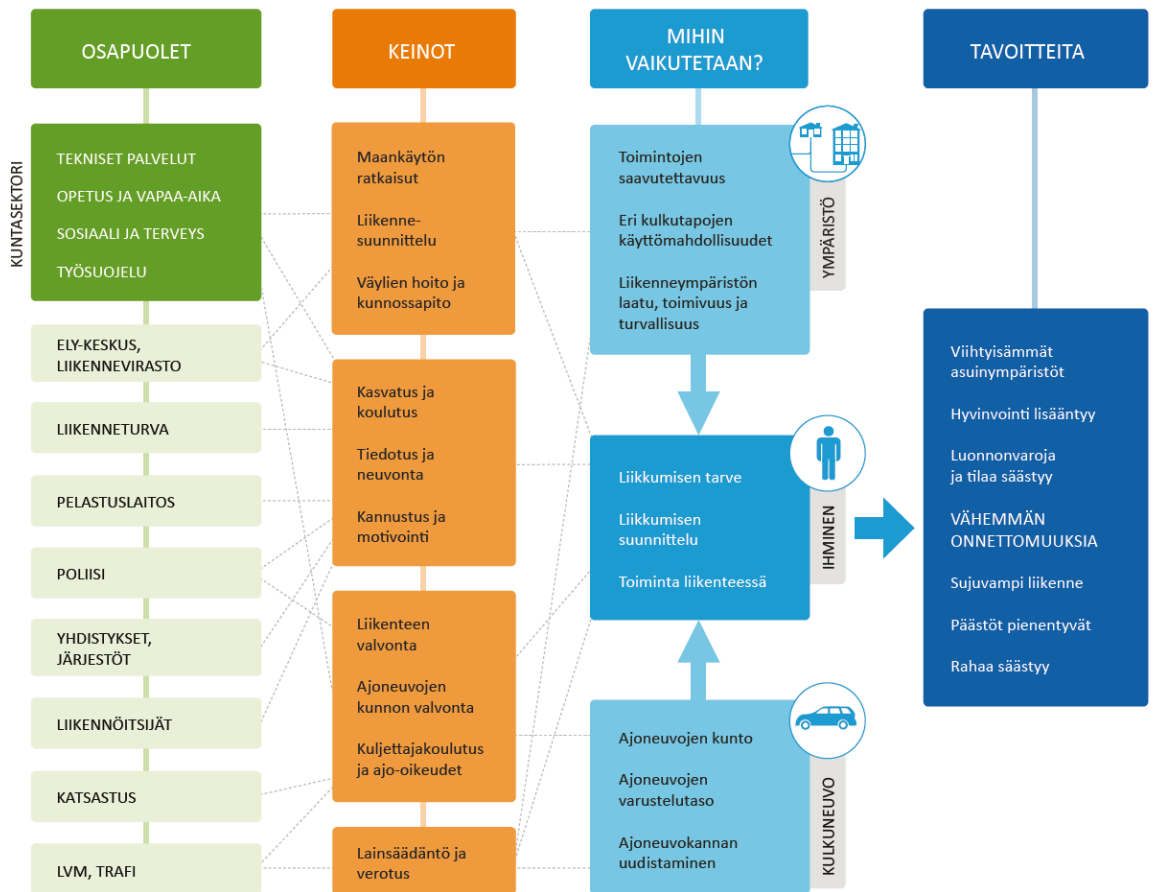 OSAPUOLET
KUNTASEKTORI
TEKNISET PALVELUT
OPETUS JA VAPAA-AIKA
SOSIAALI JA TERVEYS
TYÖSUOJELU
ELY-KESKUS,
LIIKENNEVIRASTO
LIIKENNETURVA
PELASTUSLAITOS
POLIISI
YHDISTYKSET,
JÄRJESTÖT
LIIKENNÖITSIJÄT
KATSASTUS
LVM, TRAFI
KEINOT
Maankäytön
ratkaisut
Liikenne-
suunnittelu
Väylien hoito ja
kunnossapito
Kasvatus ja
koulutus
Tiedotus ja
neuvonta
Kannustus ja
motivointi
Liikenteen
valvonta
Ajoneuvojen
kunnon valvonta
Kuljettajakoulutus
ja ajo-oikeudet
Lainsäädäntö ja
verotus
MIHIN
VAIKUTETAAN?
Toimintojen
saavutettavuus
Eri kulkutapojen
käyttömahdollisuudet
Liikenneympäristön
laatu, toimivuus ja
turvallisuus
YMPÄRISTÖ
Liikkumisen tarve
Liikkumisen
suunnittelu
Toiminta liikenteessä
IHMINEN
Ajoneuvojen kunto
Ajoneuvojen
varustelutaso
Ajoneuvokannan
uudistaminen
KULKUNEUVO
TAVOITTEITA
Viihtyisämmät
asuinympäristöt
Hyvinvointi lisääntyy
Luonnonvaroja
ja tilaa säästyy
VÄHEMMÄN
ONNETTOMUUKSIA
Sujuvampi liikenne
Päästöt pienentyvät
Rahaa säästyy